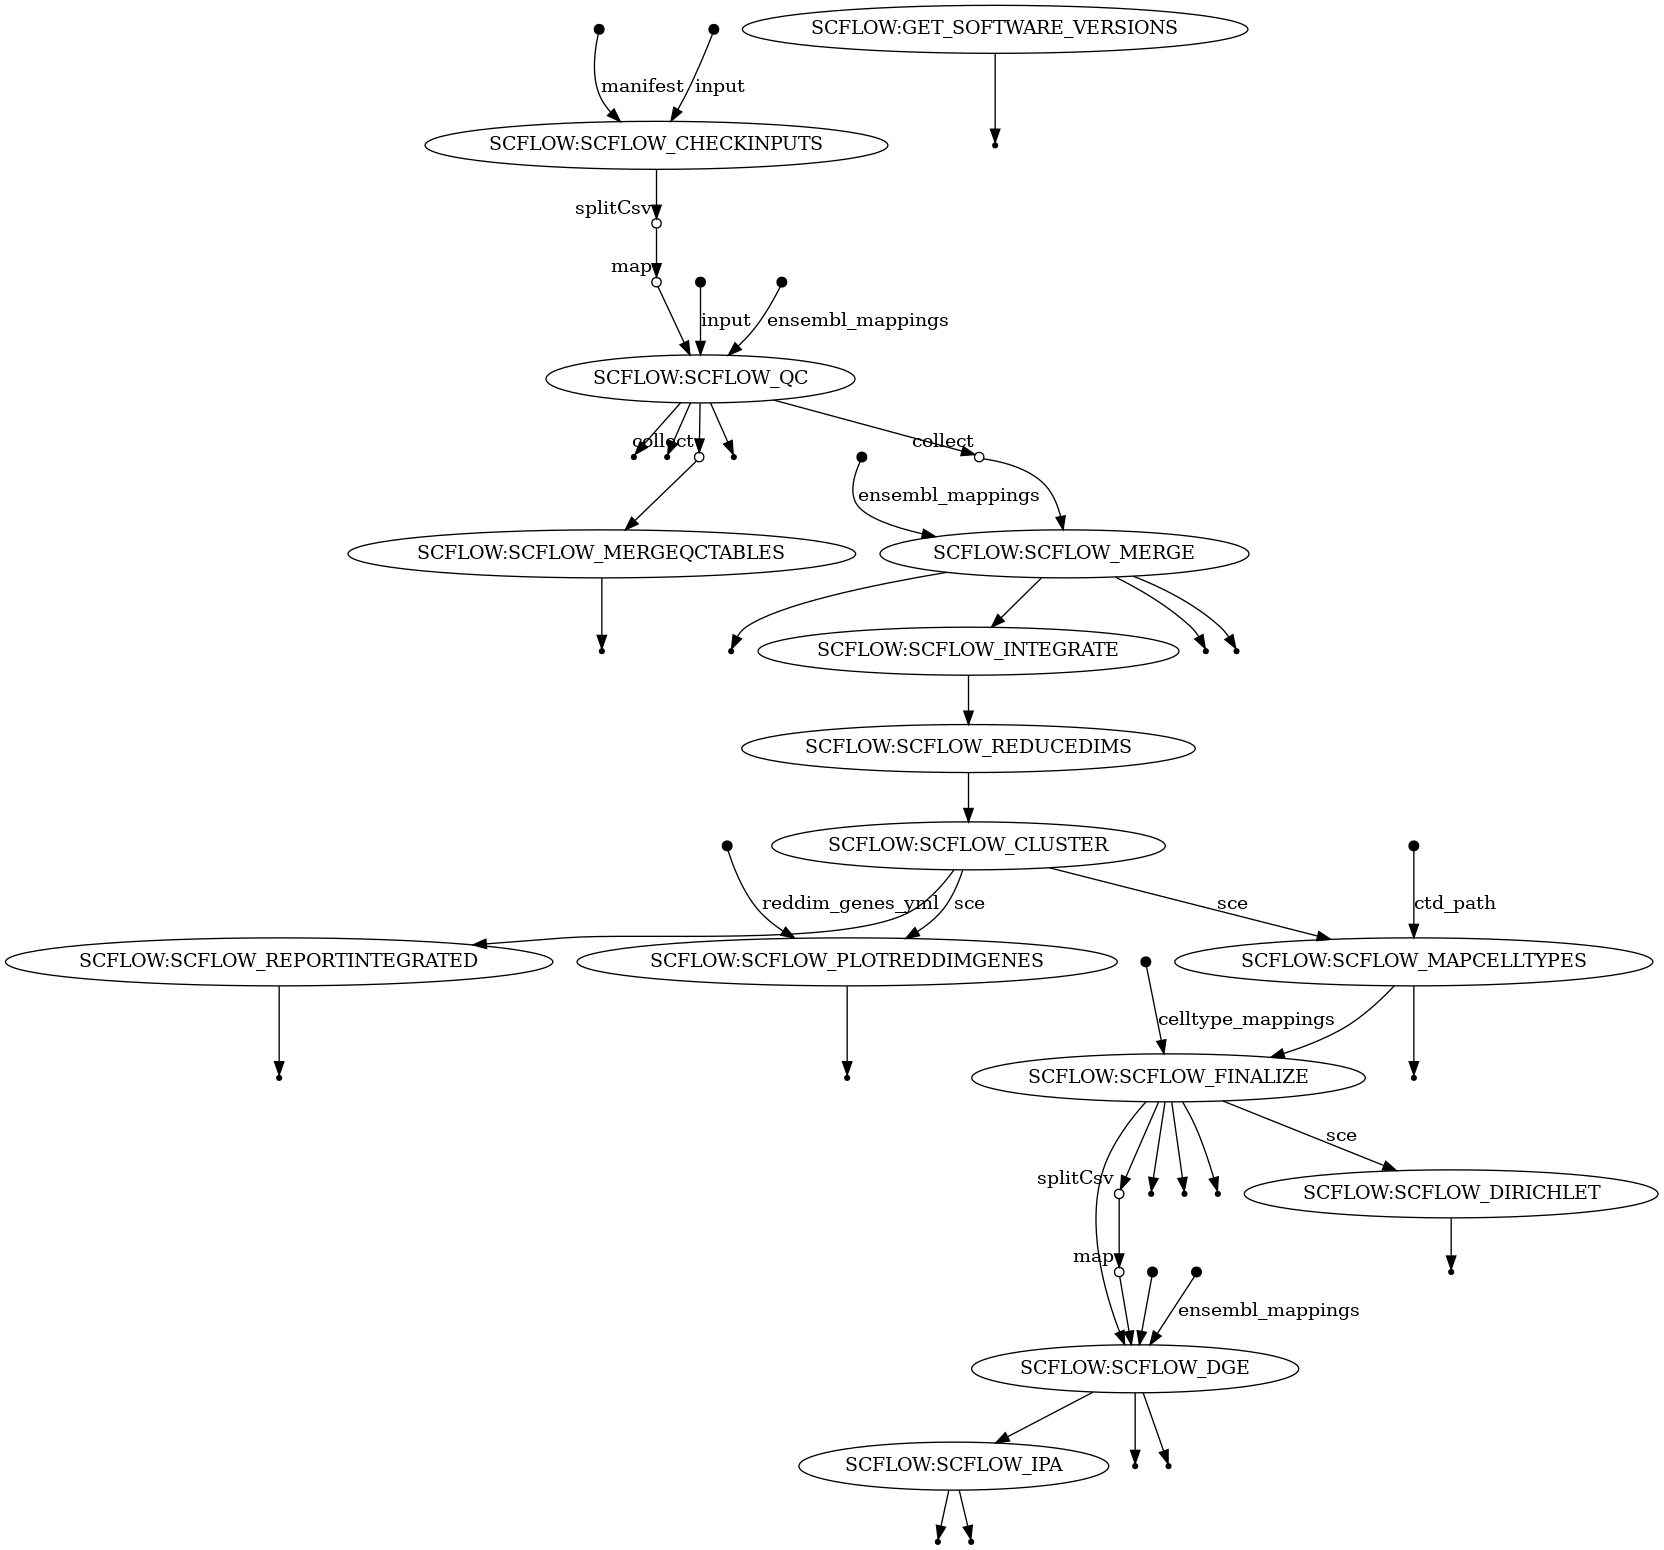 SCFLOW:GET_SOFTWARE_VERSIONS
manifest
input
SCFLOW:SCFLOW_CHECKINPUTS
splitCsv
map
input
ensembl_mappings
SCFLOW:SCFLOW_QC
collect
collect
ensembl_mappings
SCFLOW:SCFLOW_MERGEQCTABLES
SCFLOW:SCFLOW_MERGE
SCFLOW:SCFLOW_INTEGRATE
SCFLOW:SCFLOW_REDUCEDIMS
SCFLOW:SCFLOW_CLUSTER
reddim_genes_yml
sce
sce
ctd_path
SCFLOW:SCFLOW_REPORTINTEGRATED
SCFLOW:SCFLOW_PLOTREDDIMGENES
SCFLOW:SCFLOW_MAPCELLTYPES
celltype_mappings
SCFLOW:SCFLOW_FINALIZE
sce
splitCsv
SCFLOW:SCFLOW_DIRICHLET
map
ensembl_mappings
SCFLOW:SCFLOW_DGE
SCFLOW:SCFLOW_IPA